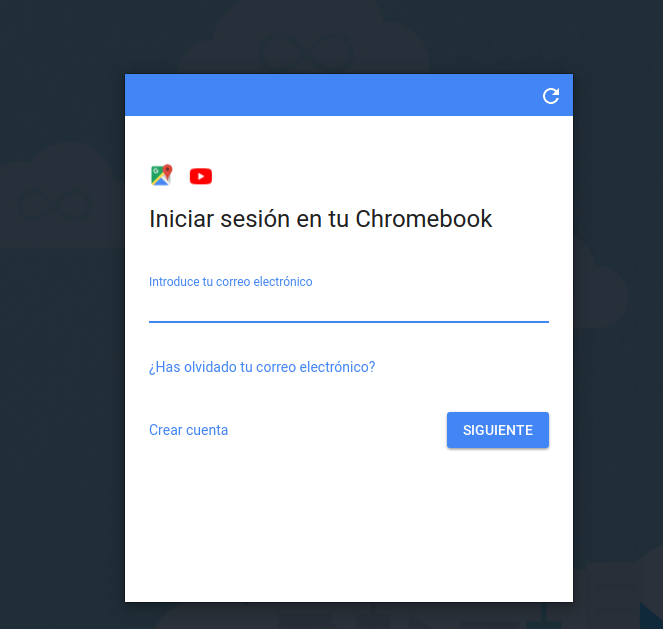 Iniciar sesión en tu Chromebook
Introduce tu correo electrónico
¿Has olvidado tu correo electrónico?
Crear cuenta
SIGUIENTE